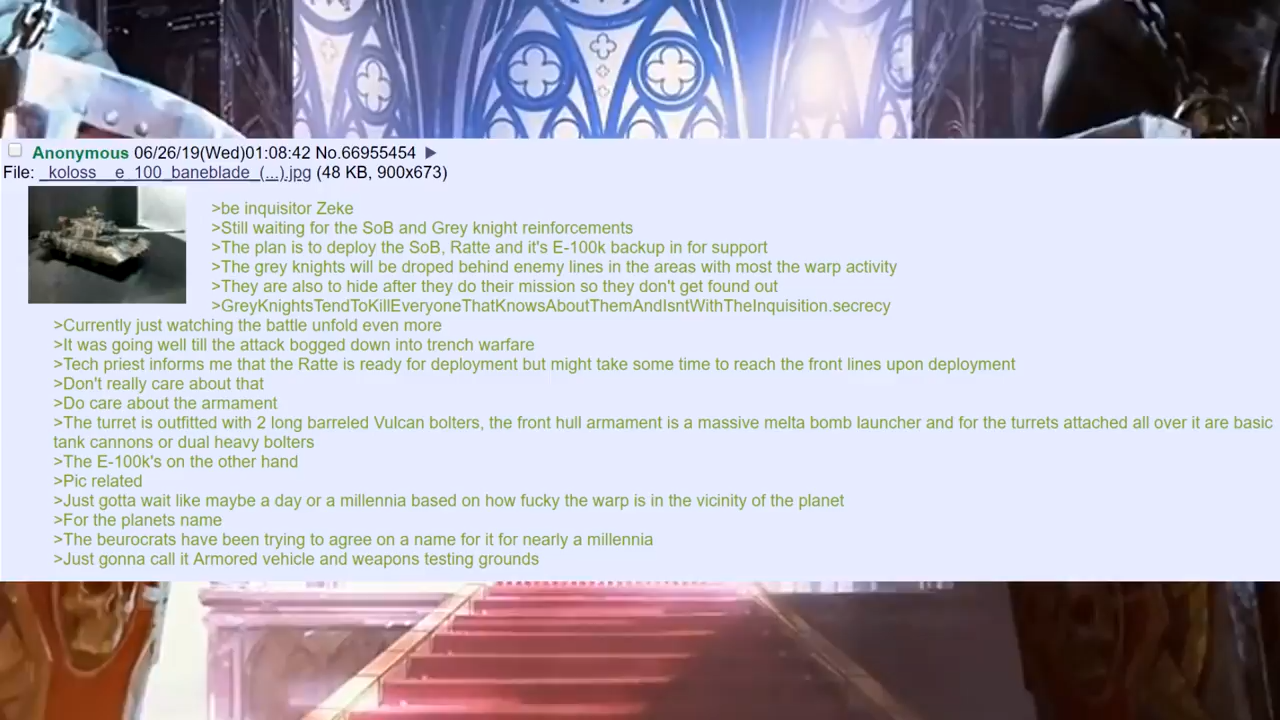 Anonymous 06/26/19(Wed)01:08:42 No.66955454 ▶
File: _koloss__e_100_baneblade_(...).jpg (48 KB, 900x673)
>be inquisitor Zeke
>Still waiting for the SoB and Grey knight reinforcements
>The plan is to deploy the SoB, Ratte and it's E-100k backup in for support
>The grey knights will be droped behind enemy lines in the areas with most the warp activity
>They are also to hide after they do their mission so they don't get found out
>GreyKnightsTendToKillEveryoneThatKnowsAboutThemAndIsntWithTheInquisition.secrecy
>Currently just watching the battle unfold even more
>It was going well till the attack bogged down into trench warfare
>Tech priest informs me that the Ratte is ready for deployment but might take some time to reach the front lines upon deployment
>Don't really care about that
>Do care about the armament
>The turret is outfitted with 2 long barreled Vulcan bolters, the front hull armament is a massive melta bomb launcher and for the turrets attached all over it are basic
tank cannons or dual heavy bolters
>The E-100k's on the other hand
>Pic related
>Just gotta wait like maybe a day or a millennia based on how fucky the warp is in the vicinity of the planet
>For the planets name
>The beurocrats have been trying to agree on a name for it for nearly a millennia
>Just gonna call it Armored vehicle and weapons testing grounds